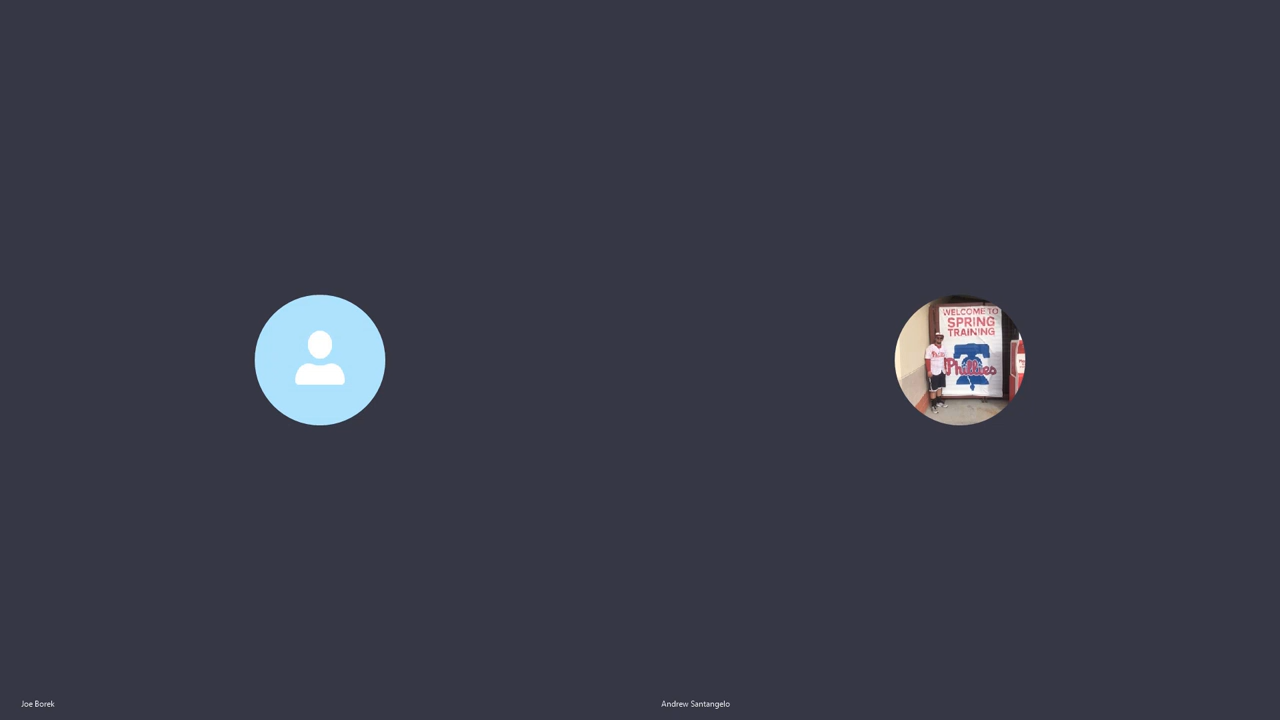 WELCOME TO
SPRING
TRAINING
Phillies
Joe Borek
Andrew Santangelo